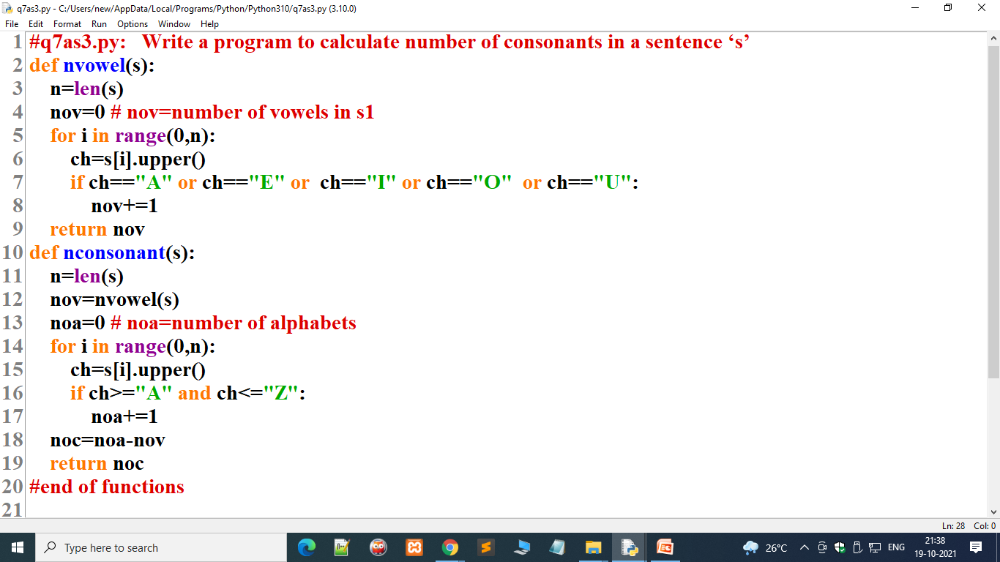 q7as3.py - C:/Users/new/AppData/Local/Programs/Python/Python310/q7as3.py (3.10.0)
File Edit Format Run Options Window Help
1 #q7as3.py:   Write a program to calculate number of consonants in a sentence ‘s’
2 def nvowel(s):
3     n=len(s)
4     nov=0 # nov=number of vowels in s1
5     for i in range(0,n):
6         ch=s[i].upper()
7         if ch=="A" or ch=="E" or  ch=="I" or ch=="O"  or ch=="U":
8             nov+=1
9     return nov
10 def nconsonant(s):
11     n=len(s)
12     nov=nvowel(s)
13     noa=0 # noa=number of alphabets
14     for i in range(0,n):
15         ch=s[i].upper()
16         if ch>="A" and ch<="Z":
17             noa+=1
18     noc=noa-nov
19     return noc
20 #end of functions
21
Ln: 28 Col: 0
Type here to search
26°C
ENG
21:38
19-10-2021